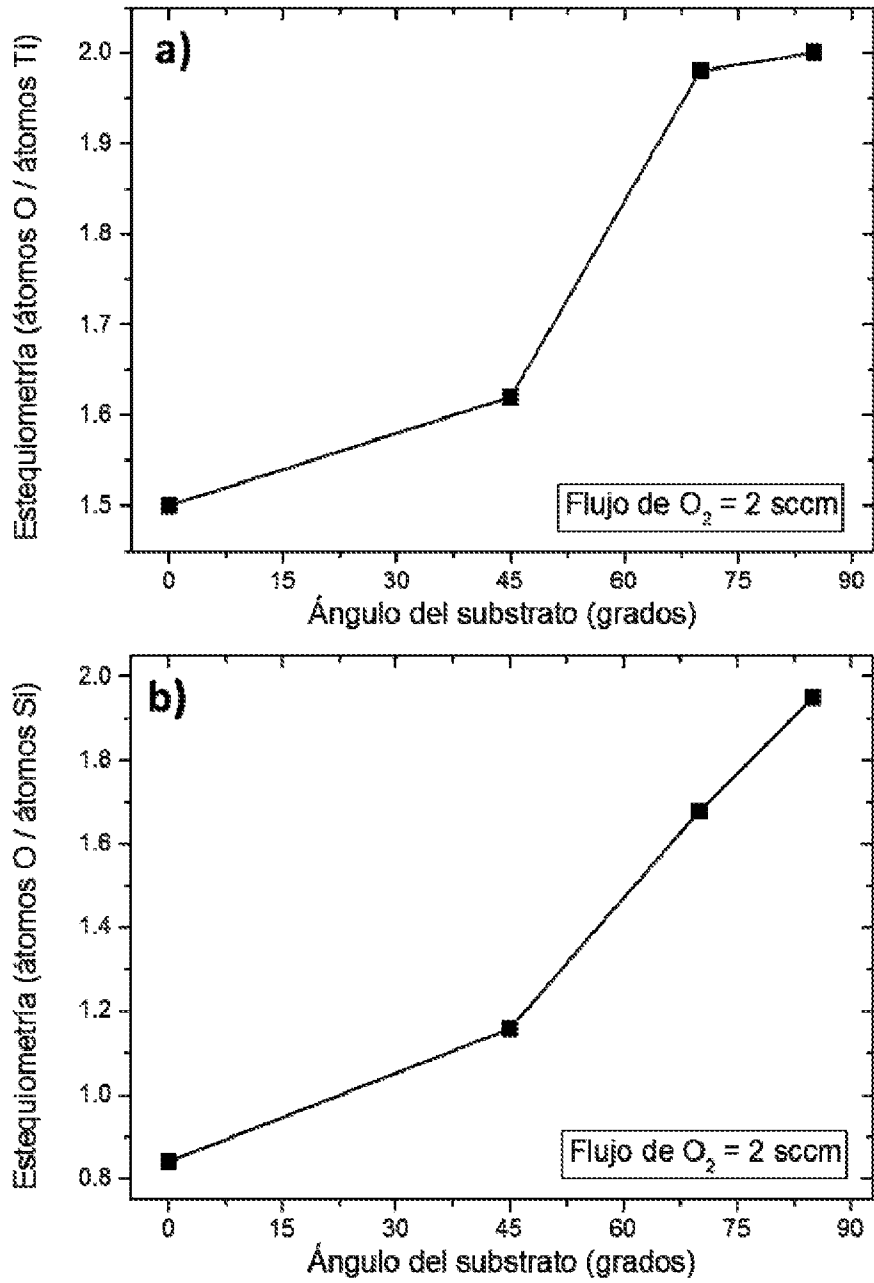 a)
Estequiometría (átomos O / átomos Ti)
2.0
1.9
1.8
1.7
1.6
1.5
Flujo de O₂ = 2 sccm
0 15 30 45 60 75 90
Ángulo del substrato (grados)
b)
Estequiometría (átomos O / átomos Si)
2.0
1.8
1.6
1.4
1.2
1.0
0.8
Flujo de O₂ = 2 sccm
0 15 30 45 60 75 90
Ángulo del substrato (grados)